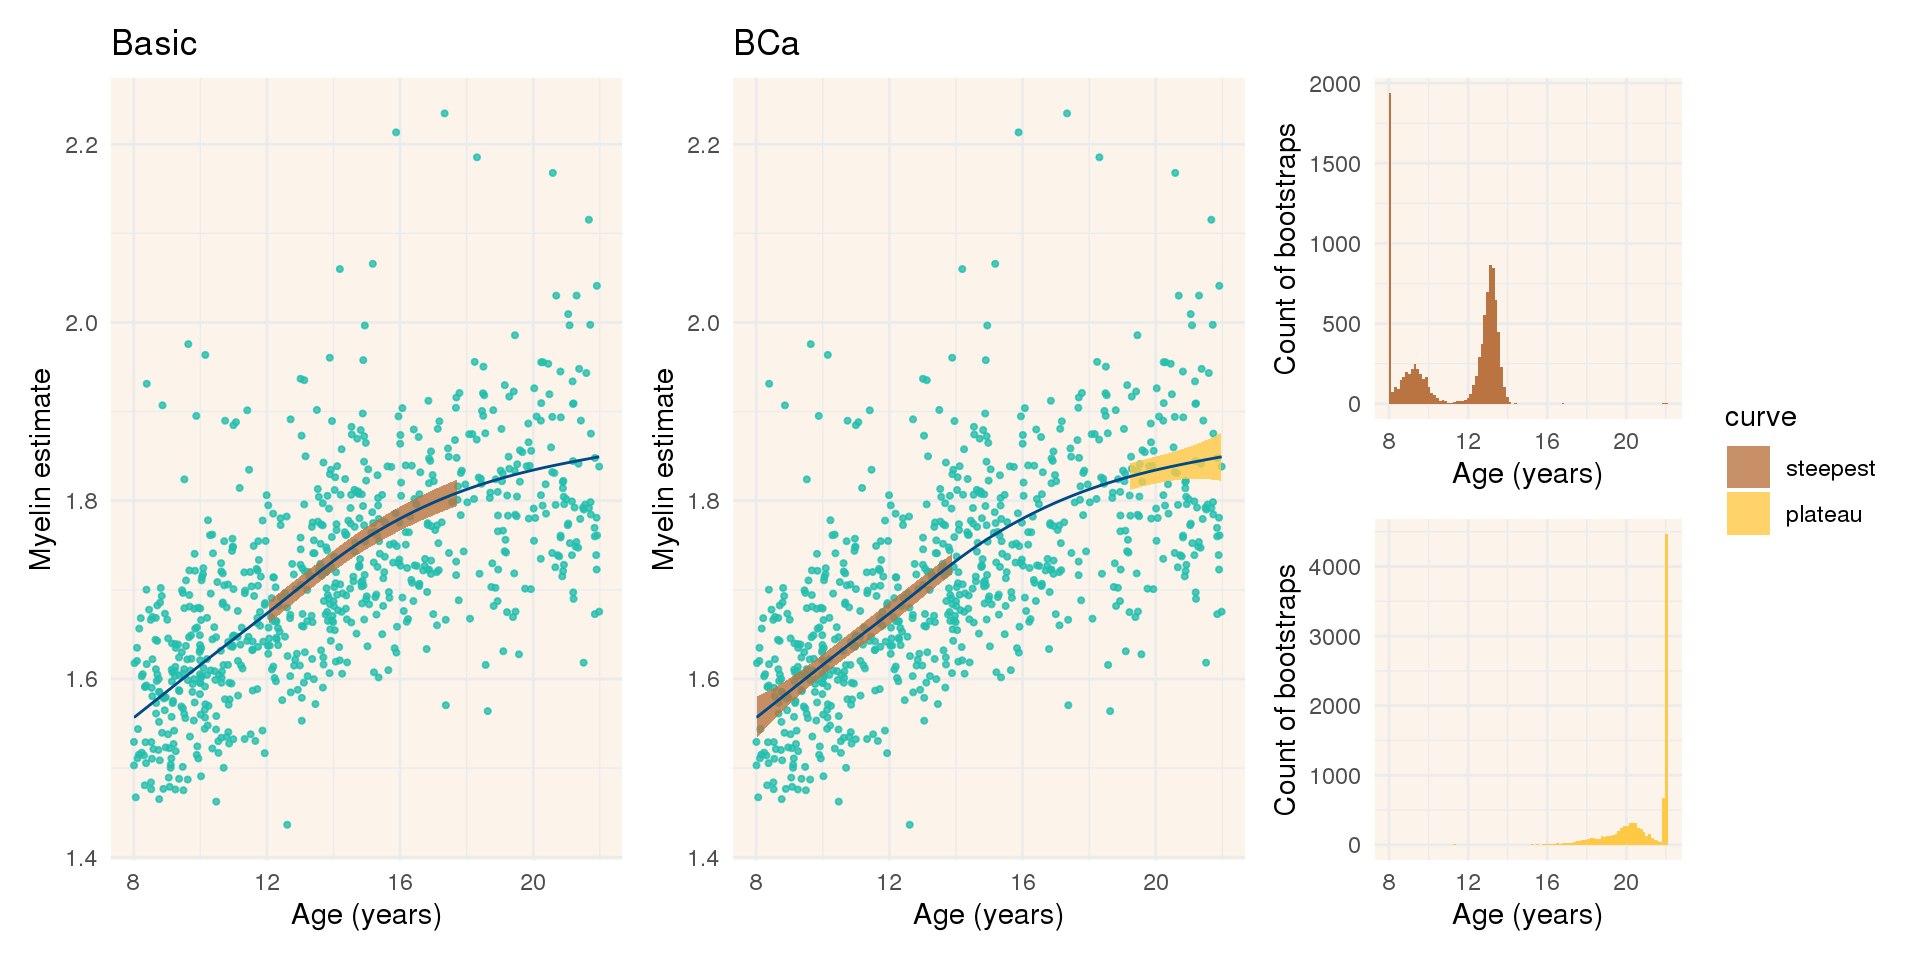 Basic
Myelin estimate
2.2
2.0
1.8
1.6
1.4
8 12 16 20
Age (years)
BCa
Myelin estimate
2.2
2.0
1.8
1.6
1.4
8 12 16 20
Age (years)
Count of bootstraps
2000
1500
1000
500
0
8 12 16 20
Age (years)
Count of bootstraps
4000
3000
2000
1000
0
8 12 16 20
Age (years)
curve
steepest
plateau